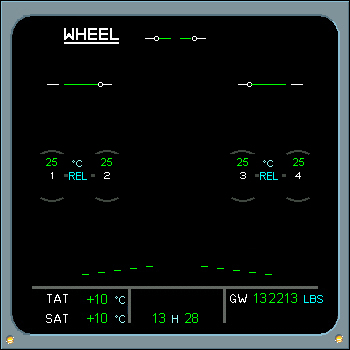 WHEEL
25 °C 25 25 °C 25
1 REL 2 3 REL 4
TAT +10 °C GW 132213 LBS
SAT +10 °C 13 H 28